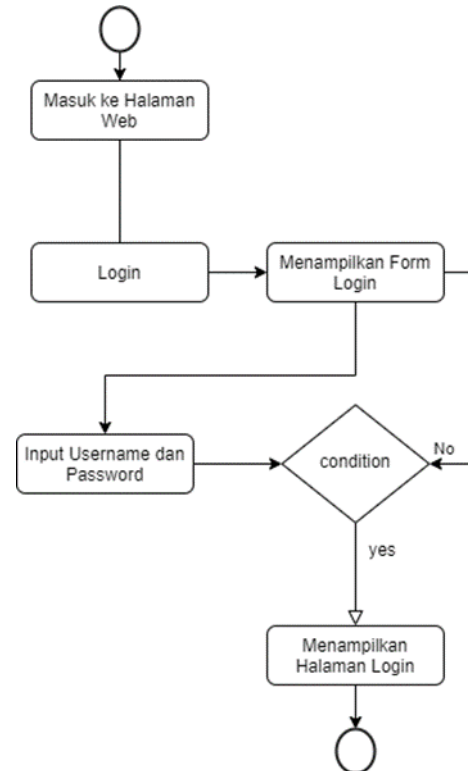 Masuk ke Halaman
Web
Login
Menampilkan Form
Login
Input Username dan
Password
condition
No
yes
Menampilkan
Halaman Login